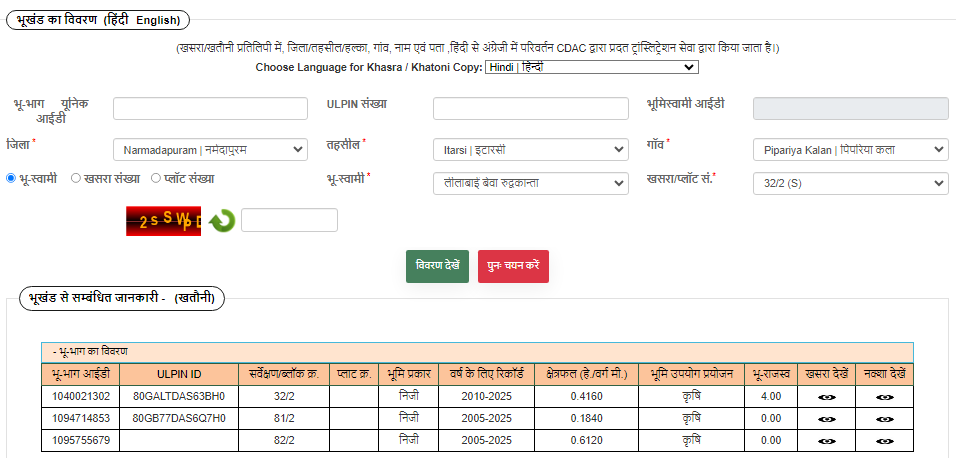 भूखंड का विवरण (हिंदी English)
(खसरा/खतौनी प्रतिलिपी में, जिला/तहसील/हल्का, गांव, नाम एवं पता ,हिंदी से अंग्रेजी में परिवर्तन CDAC द्वारा प्रदत ट्रांस्लिट्रेशन सेवा द्वारा किया जाता है।)
Choose Language for Khasra / Khatoni Copy: Hindi | हिन्दी
भू-भाग यूनिक आईडी ULPIN संख्या भूमिस्वामी आईडी
जिला * Narmadapuram | नर्मदापुरम तहसील * Itarsi | इटारसी गाँव * Pipariya Kalan | पिपरिया कला
भू-स्वामी खसरा संख्या प्लॉट संख्या भू-स्वामी * लीलाबाई बेवा रुद्रकान्ता खसरा/प्लॉट सं.* 32/2 (S)
2sSWp
विवरण देखें पुनः चयन करें
भूखंड से सम्बंधित जानकारी - (खतौनी)
- भू-भाग का विवरण
भू-भाग आईडी ULPIN ID सर्वेक्षण/ब्लॉक क्र. प्लाट क्र. भूमि प्रकार वर्ष के लिए रिकॉर्ड क्षेत्रफल (हे./वर्ग मी.) भूमि उपयोग प्रयोजन भू-राजस्व खसरा देखें नक्शा देखें
1040021302 80GALTDAS63BH0 32/2 निजी 2010-2025 0.4160 कृषि 4.00
1094714853 80GB77DAS6Q7H0 81/2 निजी 2005-2025 0.1840 कृषि 0.00
1095755679 82/2 निजी 2005-2025 0.6120 कृषि 0.00